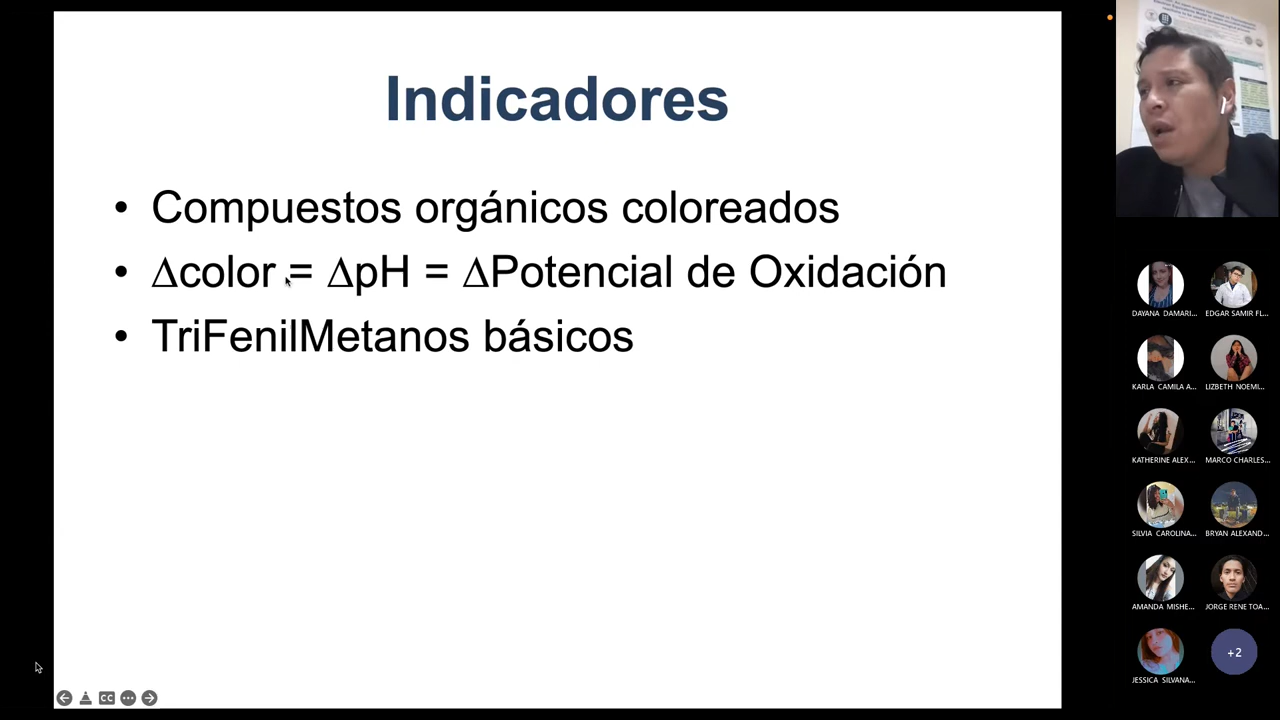 Indicadores
• Compuestos orgánicos coloreados
• ∆color = ∆pH = ∆Potencial de Oxidación
• TriFenilMetanos básicos
CC
DAYANA DAMARI...
EDGAR SAMIR FL...
KARLA CAMILA A...
LIZBETH NOEMI...
KATHERINE ALEX...
MARCO CHARLES...
SILVIA CAROLINA...
BRYAN ALEXAND...
AMANDA MISHE...
JORGE RENE TOA...
JESSICA SILVANA...
+2